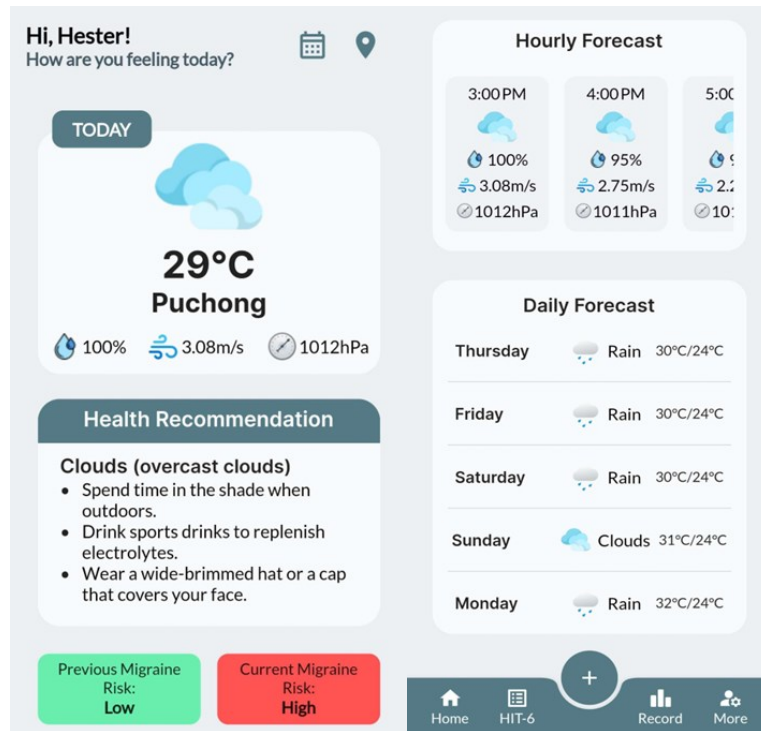 Hi, Hester!
How are you feeling today?
TODAY
29°C
Puchong
100% 3.08m/s 1012hPa
Health Recommendation
Clouds (overcast clouds)
• Spend time in the shade when
outdoors.
• Drink sports drinks to replenish
electrolytes.
• Wear a wide-brimmed hat or a cap
that covers your face.
Previous Migraine
Risk:
Low
Current Migraine
Risk:
High
Hourly Forecast
3:00 PM 4:00 PM 5:00
100% 95%
3.08m/s 2.75m/s
1012hPa 1011hPa
Daily Forecast
Thursday Rain 30°C/24°C
Friday Rain 30°C/24°C
Saturday Rain 30°C/24°C
Sunday Clouds 31°C/24°C
Monday Rain 32°C/24°C
+
Home HIT-6 Record More